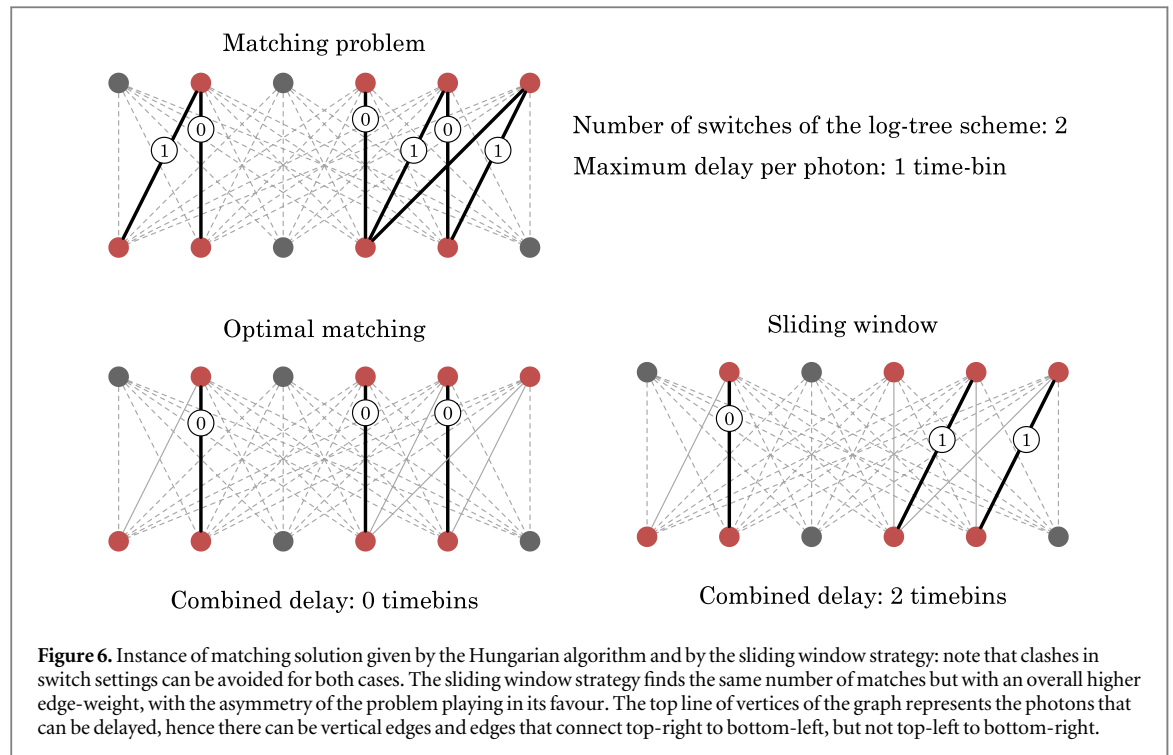 Matching problem
1
0
0
1
0
1
Number of switches of the log-tree scheme: 2
Maximum delay per photon: 1 time-bin
Optimal matching
0
0
0
Combined delay: 0 timebins
Sliding window
0
1
1
Combined delay: 2 timebins
Figure 6. Instance of matching solution given by the Hungarian algorithm and by the sliding window strategy: note that clashes in
switch settings can be avoided for both cases. The sliding window strategy finds the same number of matches but with an overall higher
edge-weight, with the asymmetry of the problem playing in its favour. The top line of vertices of the graph represents the photons that
can be delayed, hence there can be vertical edges and edges that connect top-right to bottom-left, but not top-left to bottom-right.